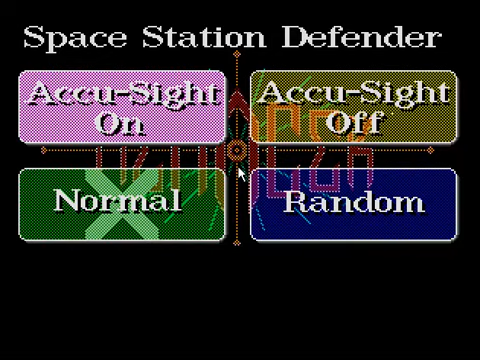 Space Station Defender
Accu-Sight
On
Accu-Sight
Off
Normal
Random